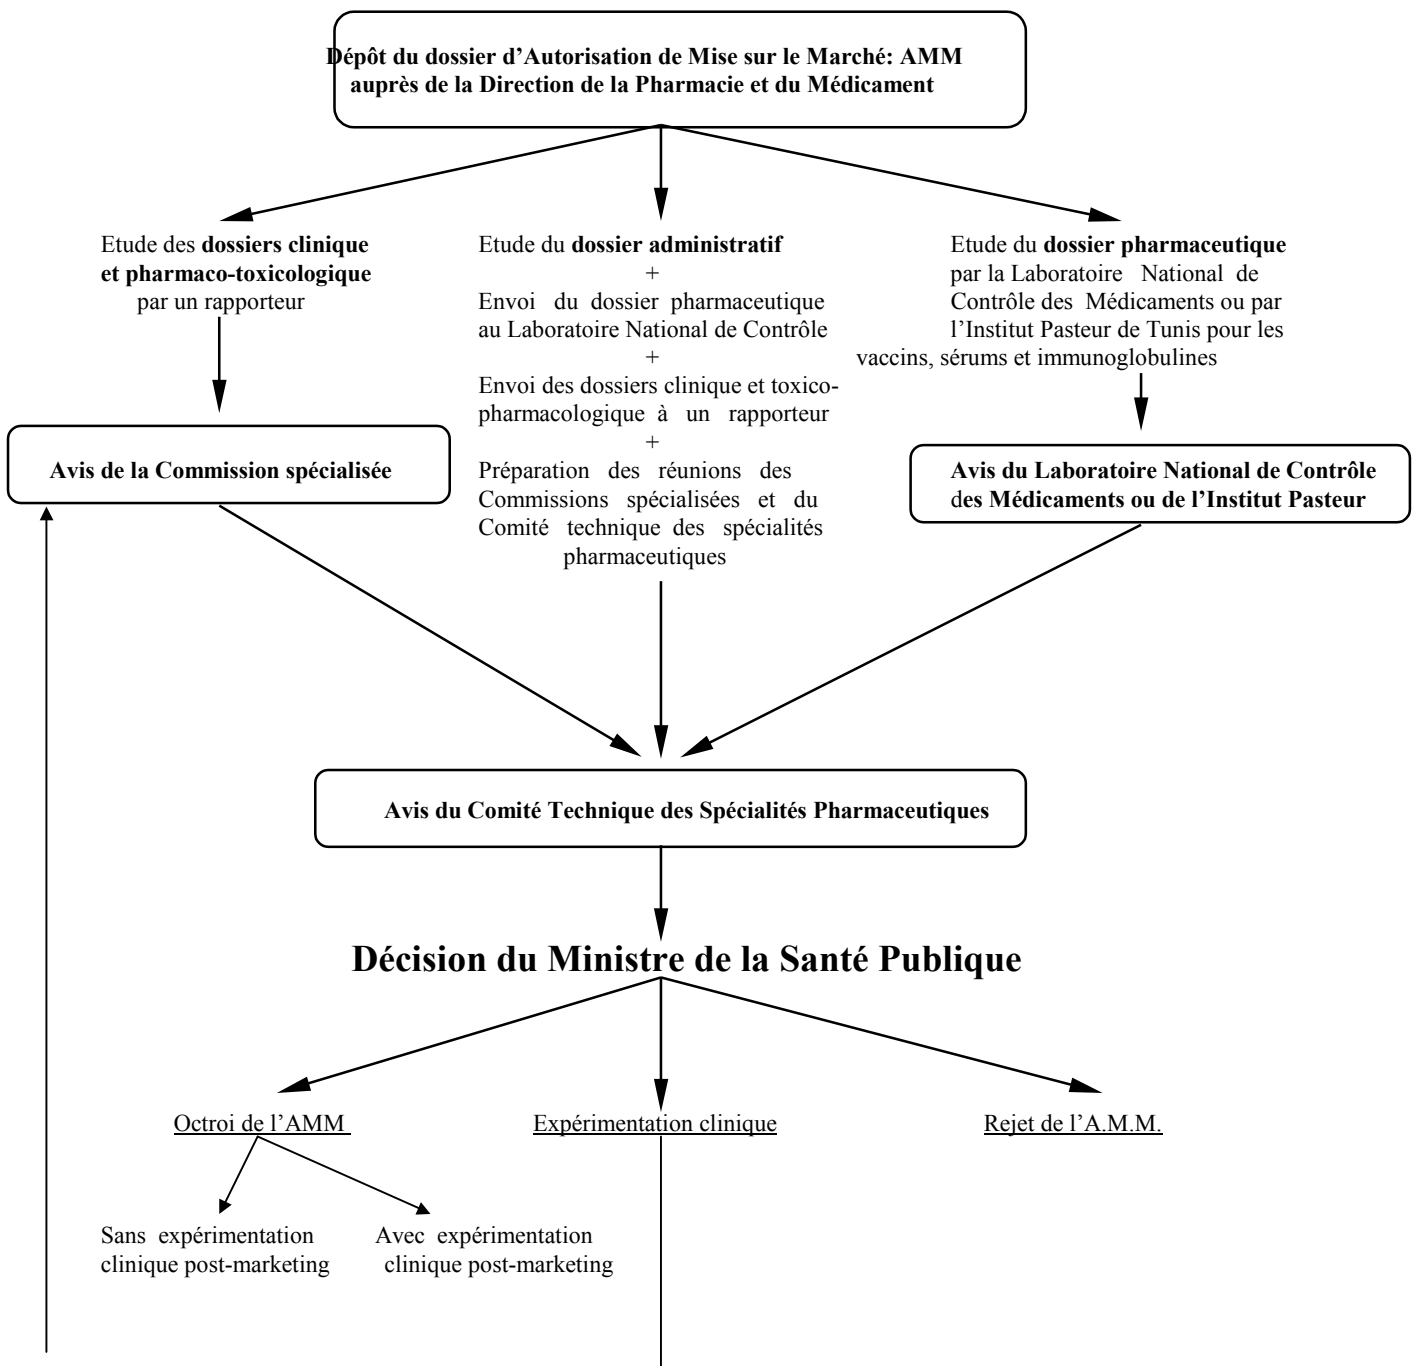 Dépôt du dossier d’Autorisation de Mise sur le Marché: AMM
auprès de la Direction de la Pharmacie et du Médicament
Etude des dossiers clinique
et pharmaco-toxicologique
par un rapporteur
Etude du dossier administratif
+
Envoi du dossier pharmaceutique
au Laboratoire National de Contrôle
+
Envoi des dossiers clinique et toxico-
pharmacologique à un rapporteur
+
Préparation des réunions des
Commissions spécialisées et du
Comité technique des spécialités
pharmaceutiques
Etude du dossier pharmaceutique
par la Laboratoire National de
Contrôle des Médicaments ou par
l’Institut Pasteur de Tunis pour les
vaccins, sérums et immunoglobulines
Avis de la Commission spécialisée
Avis du Laboratoire National de Contrôle
des Médicaments ou de l’Institut Pasteur
Avis du Comité Technique des Spécialités Pharmaceutiques
Décision du Ministre de la Santé Publique
Octroi de l’AMM
Expérimentation clinique
Rejet de l’A.M.M.
Sans expérimentation
clinique post-marketing
Avec expérimentation
clinique post-marketing